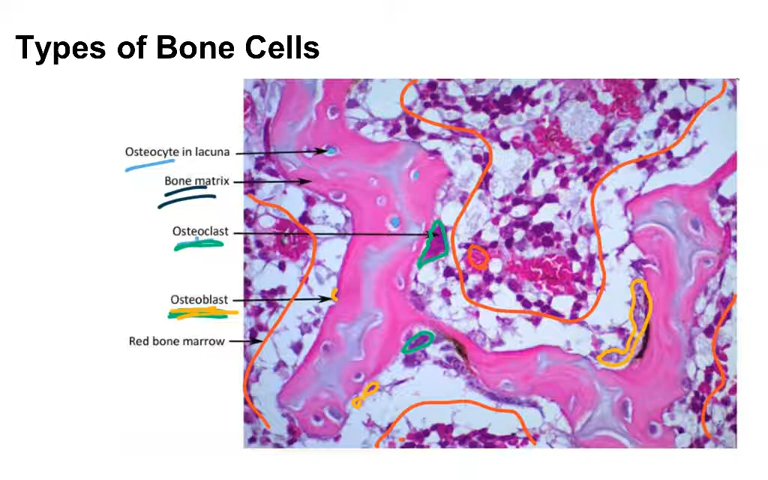 Types of Bone Cells
Osteocyte in lacuna
Bone matrix
Osteoclast
Osteoblast
Red bone marrow